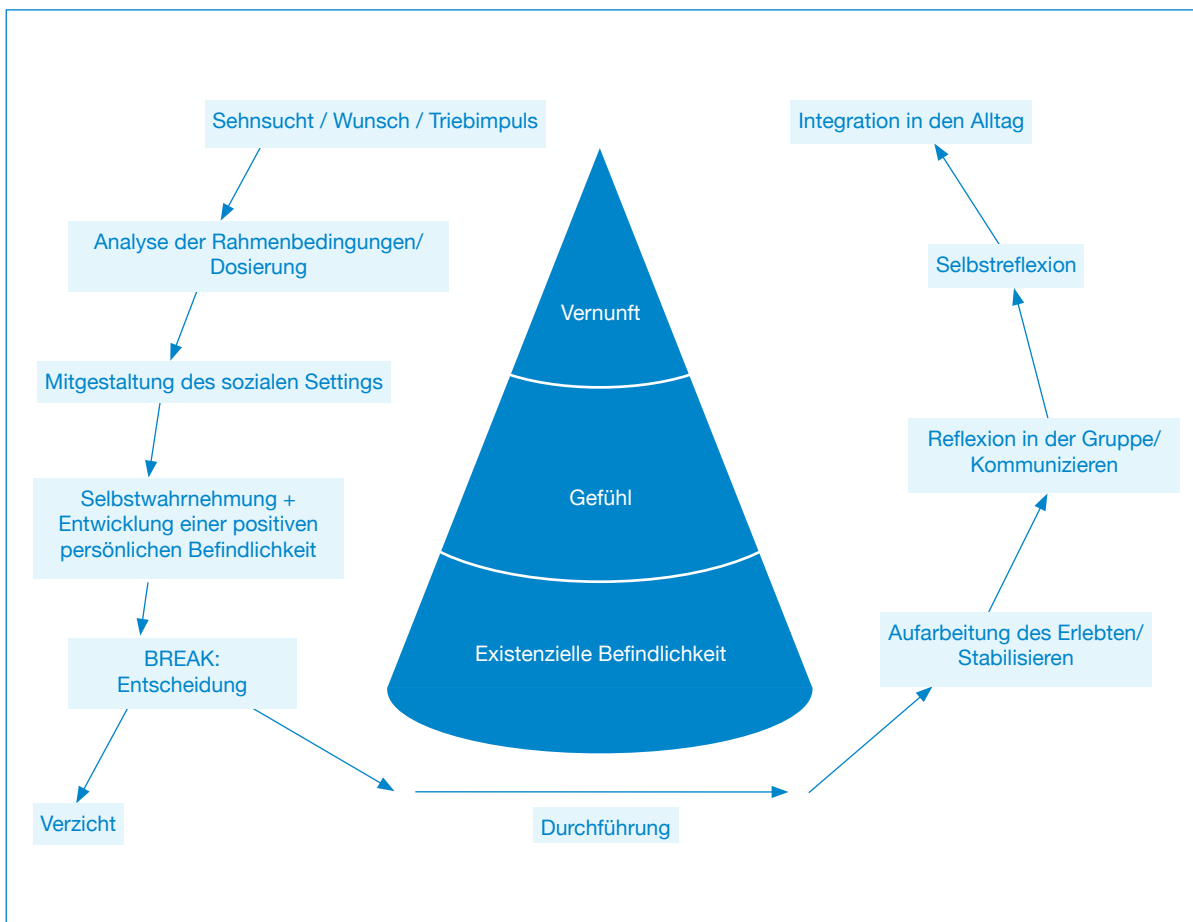 Sehnsucht / Wunsch / Triebimpuls
Analyse der Rahmenbedingungen/
Dosierung
Mitgestaltung des sozialen Settings
Selbstwahrnehmung +
Entwicklung einer positiven
persönlichen Befindlichkeit
BREAK:
Entscheidung
Verzicht
Vernunft
Gefühl
Existenzielle Befindlichkeit
Durchführung
Aufarbeitung des Erlebten/
Stabilisieren
Reflexion in der Gruppe/
Kommunizieren
Selbstreflexion
Integration in den Alltag